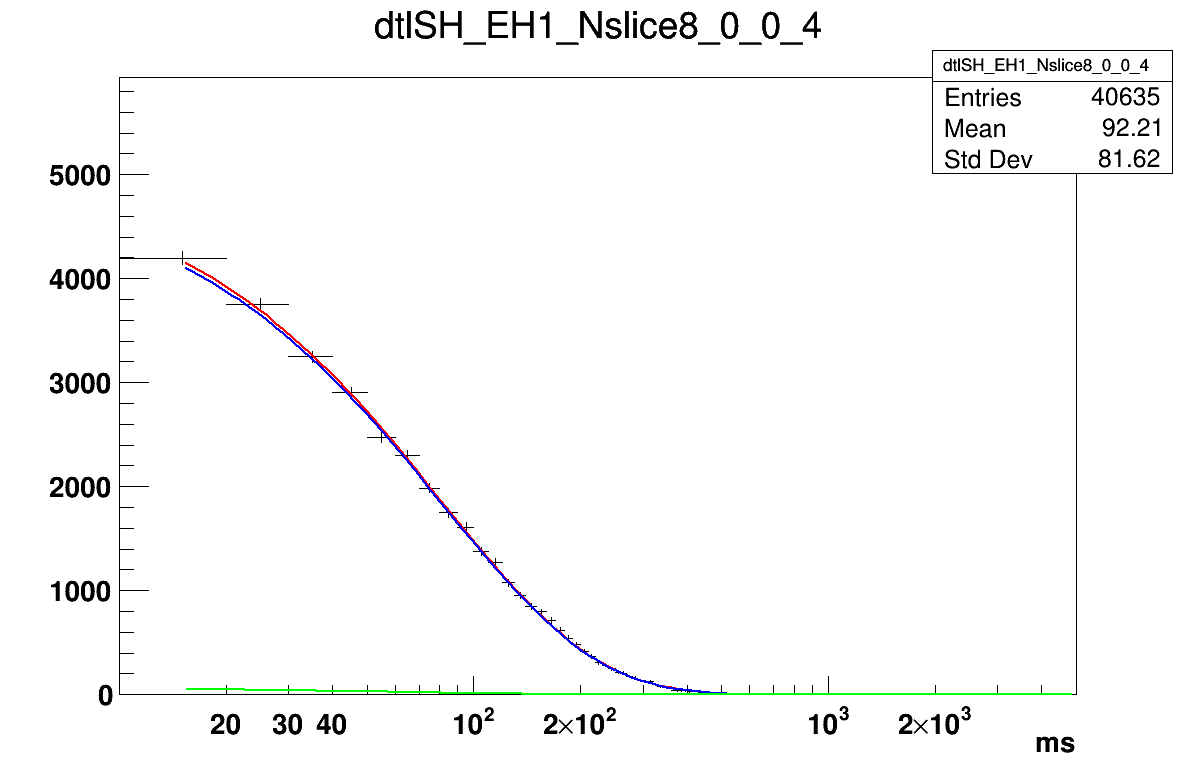 dtlSH_EH1_Nslice8_0_0_4
dtlSH_EH1_Nslice8_0_0_4
Entries 40635
Mean 92.21
Std Dev 81.62
5000
4000
3000
2000
1000
0
20 30 40 10² 2×10² 10³ 2×10³
ms